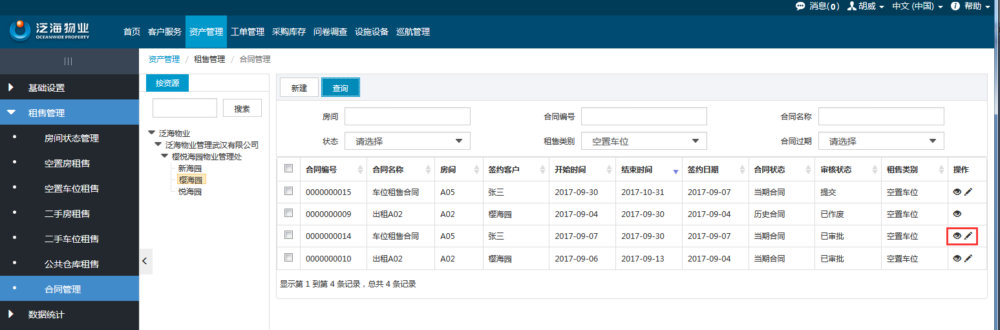 消息(0) 胡威 中文 (中国) 帮助
泛海物业
OCEANWIDE PROPERTY
首页 客户服务 资产管理 工单管理 采购库存 问卷调查 设施设备 巡航管理
资产管理 / 租售管理 / 合同管理
基础设置
租售管理
房间状态管理
空置房租售
空置车位租售
二手房租售
二手车位租售
公共仓库租售
合同管理
数据统计
按资源
搜索
泛海物业
泛海物业管理武汉有限公司
樱悦海园物业管理处
新海园
樱海园
悦海园
新建 查询
房间 合同编号 合同名称
状态 请选择 租售类别 空置车位 合同过期 请选择
合同编号 合同名称 房间 签约客户 开始时间 结束时间 签约日期 合同状态 审核状态 租售类别 操作
0000000015 车位租售合同 A05 张三 2017-09-30 2017-10-31 2017-09-07 当期合同 提交 空置车位
0000000009 出租A02 A02 樱海园 2017-09-04 2017-09-30 2017-09-04 历史合同 已作废 空置车位
0000000014 车位租售合同 A05 张三 2017-09-07 2017-09-30 2017-09-07 当期合同 已审批 空置车位
0000000010 出租A02 A02 樱海园 2017-09-06 2017-09-13 2017-09-04 当期合同 已审批 空置车位
显示第 1 到第 4 条记录，总共 4 条记录